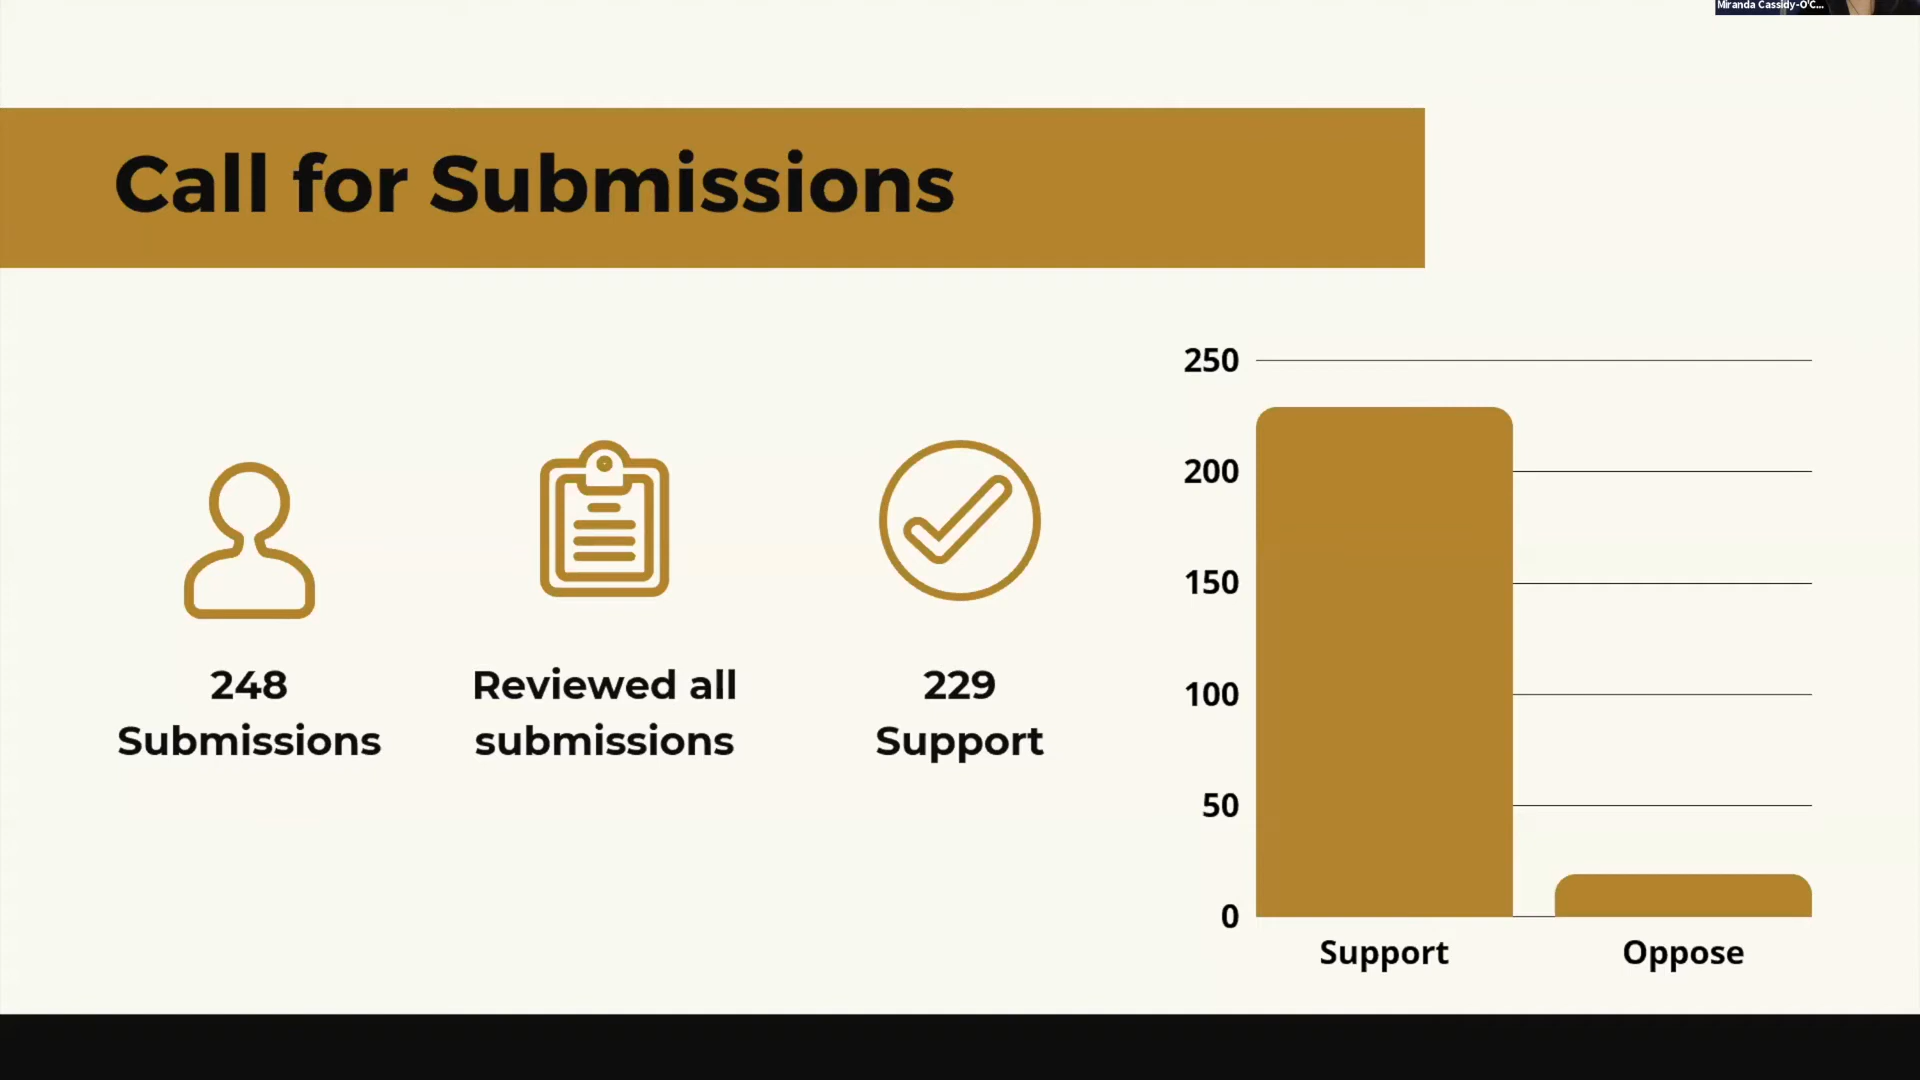 Miranda Cassidy-O'C...
Call for Submissions
248
Submissions
Reviewed all
submissions
229
Support
250
200
150
100
50
0
Support
Oppose